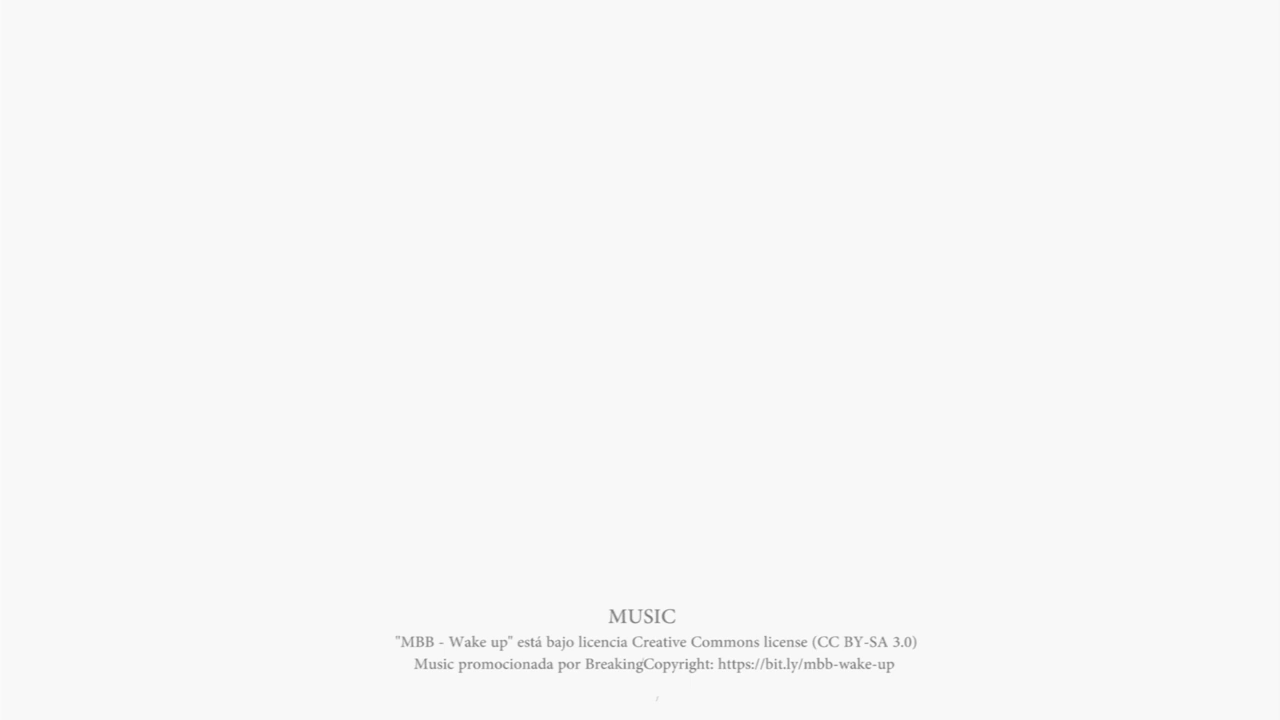 MUSIC
"MBB - Wake up" está bajo licencia Creative Commons license (CC BY-SA 3.0)
Music promocionada por BreakingCopyright: https://bit.ly/mbb-wake-up